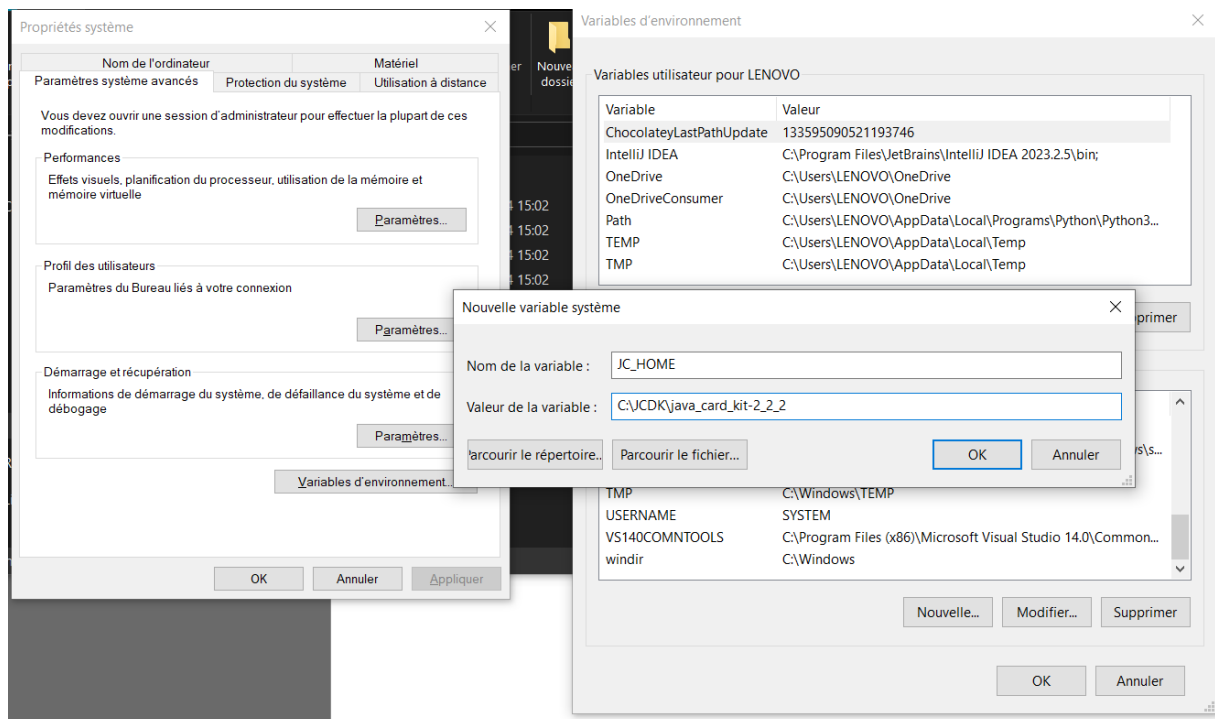 Propriétés système
Nom de l'ordinateur
Matériel
Paramètres système avancés
Protection du système
Utilisation à distance
Vous devez ouvrir une session d'administrateur pour effectuer la plupart de ces
modifications.
Performances
Effets visuels, planification du processeur, utilisation de la mémoire et
mémoire virtuelle
Paramètres...
Profil des utilisateurs
Paramètres du Bureau liés à votre connexion
Paramètres...
Démarrage et récupération
Informations de démarrage du système, de défaillance du système et de
débogage
Paramètres...
Variables d'environnement...
OK
Annuler
Appliquer
15:02
15:02
15:02
15:02
Variables d'environnement
Variables utilisateur pour LENOVO
Variable Valeur
ChocolateyLastPathUpdate 133595090521193746
IntelliJ IDEA C:\Program Files\JetBrains\IntelliJ IDEA 2023.2.5\bin;
OneDrive C:\Users\LENOVO\OneDrive
OneDriveConsumer C:\Users\LENOVO\OneDrive
Path C:\Users\LENOVO\AppData\Local\Programs\Python\Python3...
TEMP C:\Users\LENOVO\AppData\Local\Temp
TMP C:\Users\LENOVO\AppData\Local\Temp
Nouvelle variable système
Nom de la variable : JC_HOME
Valeur de la variable : C:\JCDK\java_card_kit-2_2_2
Parcourir le fichier...
OK
Annuler
TMP C:\Windows\TEMP
USERNAME SYSTEM
VS140COMNTOOLS C:\Program Files (x86)\Microsoft Visual Studio 14.0\Common...
windir C:\Windows
Nouvelle...
Modifier...
Supprimer
OK
Annuler